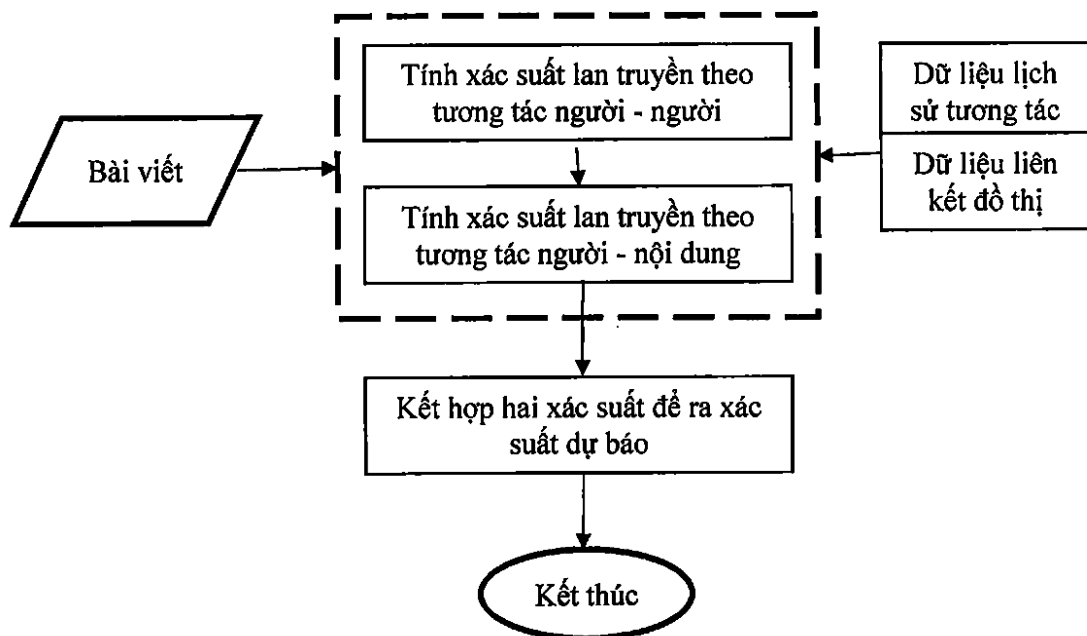 Bài viết
Tính xác suất lan truyền theo
tương tác người - người
Tính xác suất lan truyền theo
tương tác người - nội dung
Dữ liệu lịch
sử tương tác
Dữ liệu liên
kết đồ thị
Kết hợp hai xác suất để ra xác
suất dự báo
Kết thúc